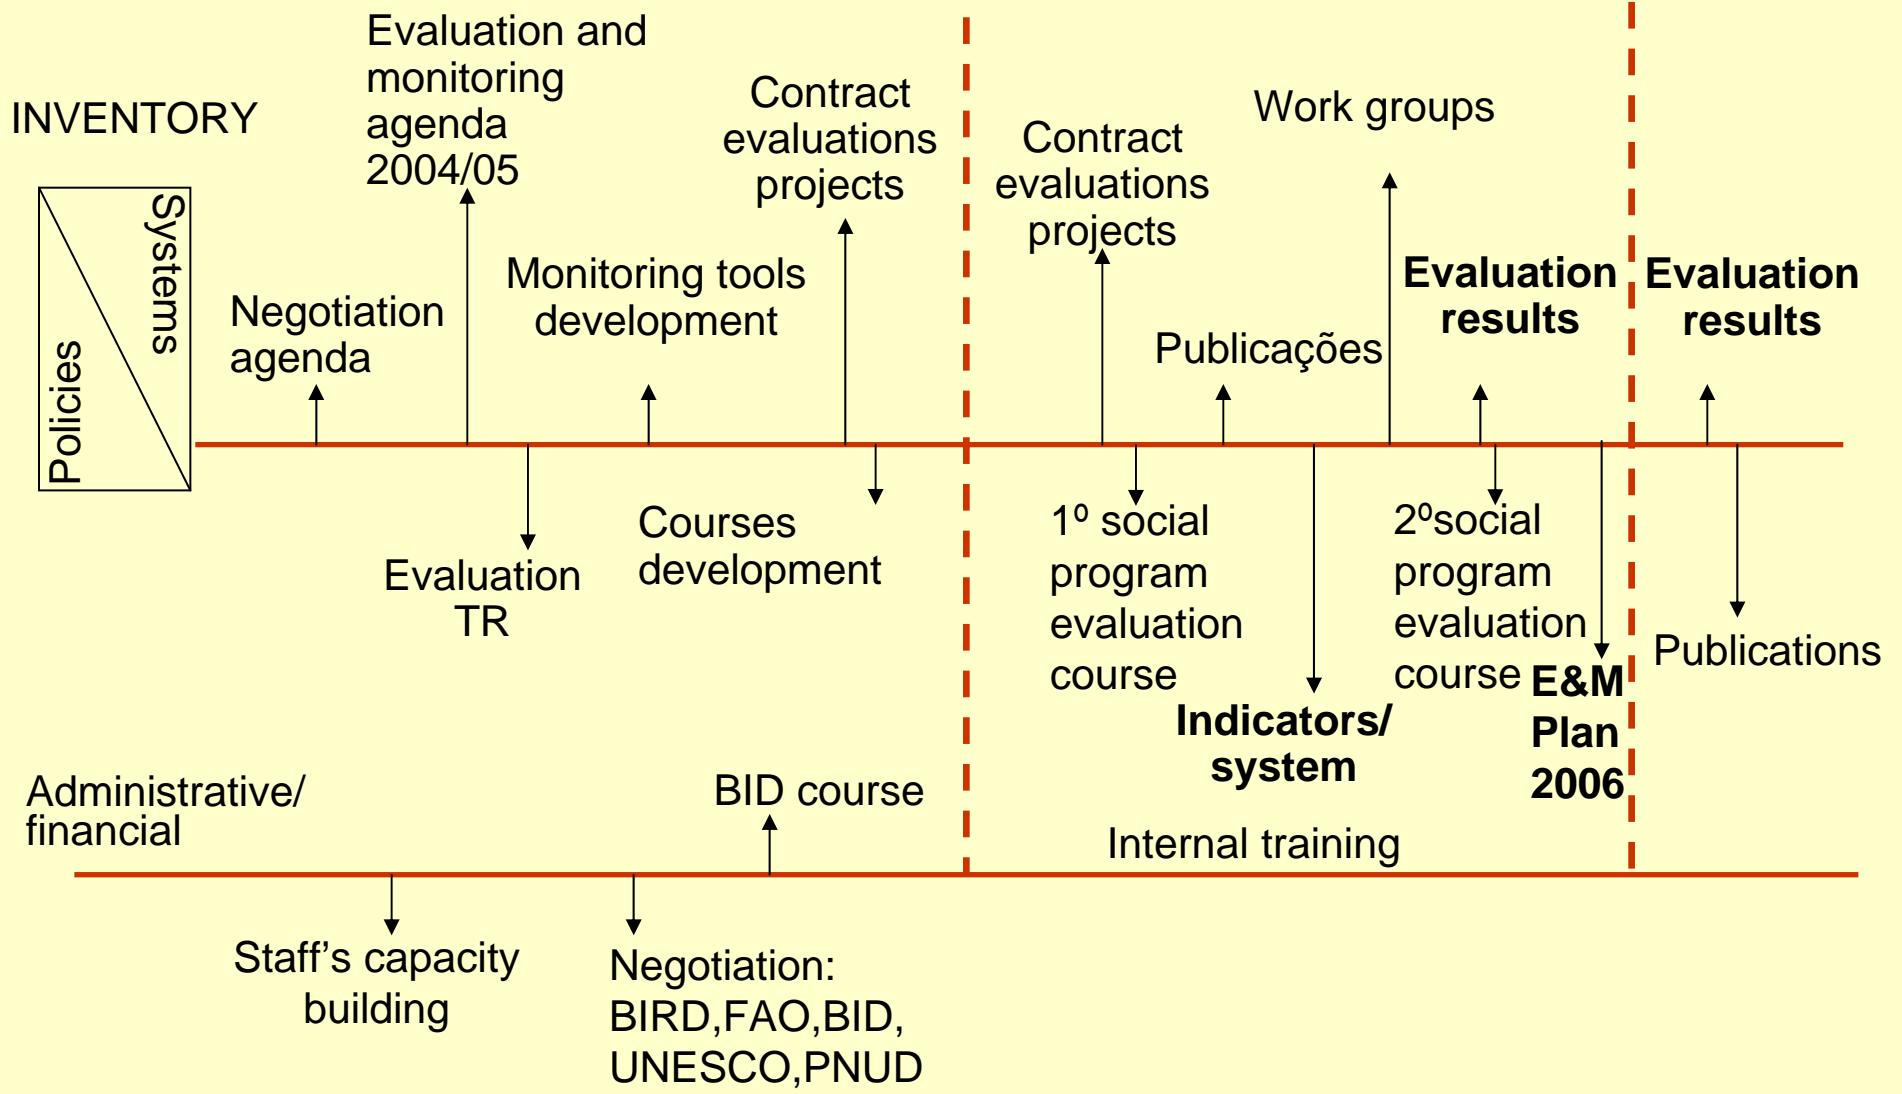 INVENTORY
Systems
Policies
Negotiation
agenda
Evaluation and
monitoring
agenda
2004/05
Monitoring tools
development
Contract
evaluations
projects
Contract
evaluations
projects
Publicações
Work groups
Evaluation
results
Evaluation
results
Evaluation
TR
Courses
development
1º social
program
evaluation
course
Indicators/
system
2ºsocial
program
evaluation
course
E&M
Plan
2006
Publications
Administrative/
financial
BID course
Internal training
Staff’s capacity
building
Negotiation:
BIRD,FAO,BID,
UNESCO,PNUD